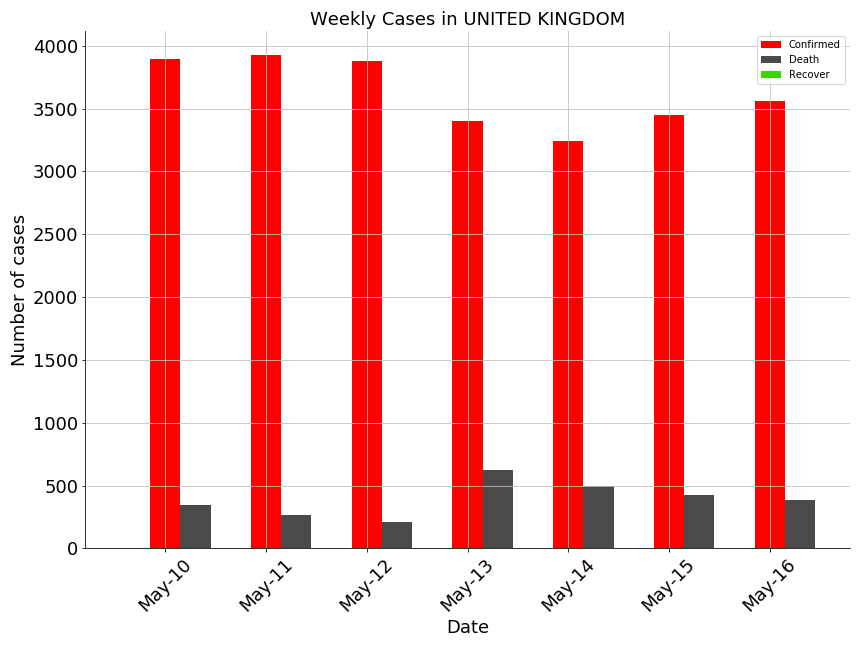 Weekly Cases in UNITED KINGDOM
Confirmed
Death
Recover
Number of cases
4000
3500
3000
2500
2000
1500
1000
500
0
May-10
May-11
May-12
May-13
May-14
May-15
May-16
Date